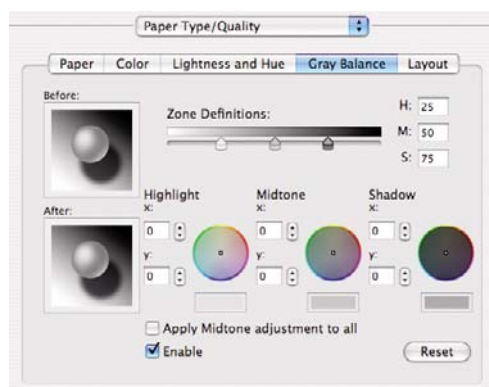 Paper Type/Quality
Paper Color Lightness and Hue Gray Balance Layout
Before:
Zone Definitions:
H: 25
M: 50
S: 75
After:
Highlight Midtone Shadow
x: x: x:
0 0 0
y: y: y:
0 0 0
Apply Midtone adjustment to all
Enable
Reset